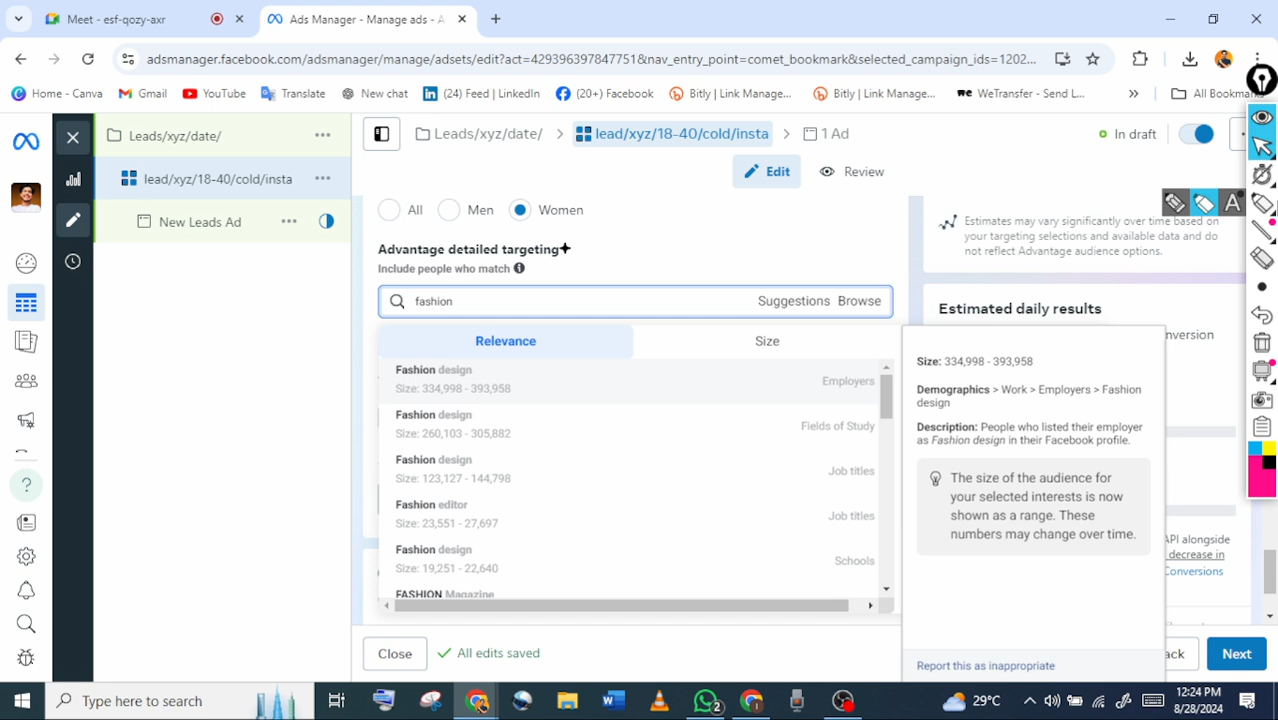 Meet - esf-qozy-axr
Ads Manager - Manage ads - A
adsmanager.facebook.com/adsmanager/manage/adsets/edit?act=429396397847751&nav_entry_point=comet_bookmark&selected_campaign_ids=1202...
Home - Canva
Gmail
YouTube
Translate
New chat
(24) Feed | LinkedIn
(20+) Facebook
Bitly | Link Manage...
Bitly | Link Manage...
WeTransfer - Send L...
All Bookmarks
Leads/xyz/date/
Leads/xyz/date/
lead/xyz/18-40/cold/insta
1 Ad
In draft
lead/xyz/18-40/cold/insta
Edit
Review
New Leads Ad
All
Men
Women
Advantage detailed targeting
Include people who match
fashion
Suggestions
Browse
Relevance
Size
Fashion design
Size: 334,998 - 393,958
Employers
Fashion design
Size: 260,103 - 305,882
Fields of Study
Fashion design
Size: 123,127 - 144,798
Job titles
Fashion editor
Size: 23,551 - 27,697
Job titles
Fashion design
Size: 19,251 - 22,640
Schools
FASHION Magazine
Estimates may vary significantly over time based on
your targeting selections and available data and do
not reflect Advantage audience options.
Estimated daily results
nversion
Size: 334,998 - 393,958
Demographics > Work > Employers > Fashion
design
Description: People who listed their employer
as Fashion design in their Facebook profile.
The size of the audience for
your selected interests is now
shown as a range. These
numbers may change over time.
API alongside
decrease in
Conversions
Report this as inappropriate
Close
All edits saved
ack
Next
Type here to search
2
29°C
12:24 PM
8/28/2024